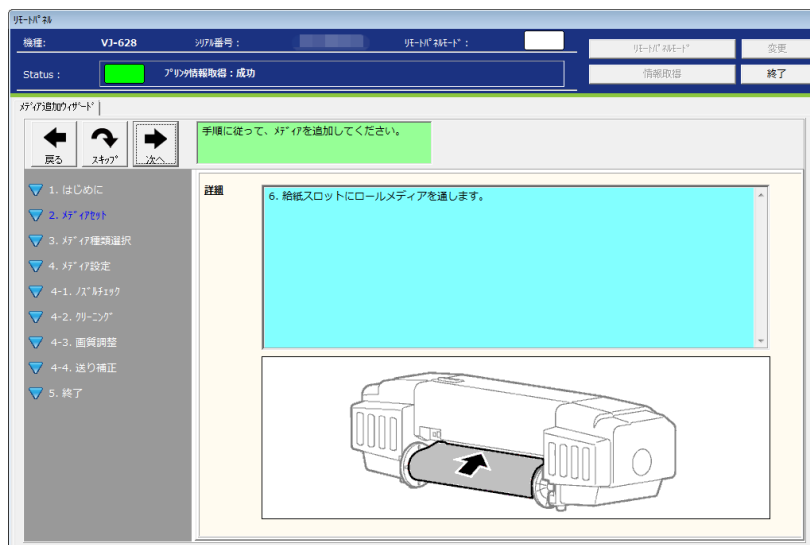 ﾘﾓｰﾄﾊﾟﾈﾙ
機種: VJ-628 ｼﾘｱﾙ番号： ﾘﾓｰﾄﾊﾟﾈﾙﾓｰﾄﾞ： ﾘﾓｰﾄﾊﾟﾈﾙﾓｰﾄﾞ 変更
Status： ﾌﾟﾘﾝﾀ情報取得：成功 情報取得 終了
ﾒﾃﾞｨｱ追加ｳｨｻﾞｰﾄﾞ
戻る ｽｷｯﾌﾟ 次へ 手順に従って、ﾒﾃﾞｨｱを追加してください。
1. はじめに
2. ﾒﾃﾞｨｱｾｯﾄ
3. ﾒﾃﾞｨｱ種類選択
4. ﾒﾃﾞｨｱ設定
4-1. ﾉｽﾞﾙﾁｪｯｸ
4-2. ｸﾘｰﾆﾝｸﾞ
4-3. 画質調整
4-4. 送り補正
5. 終了
詳細
6. 給紙スロットにロールメディアを通します。